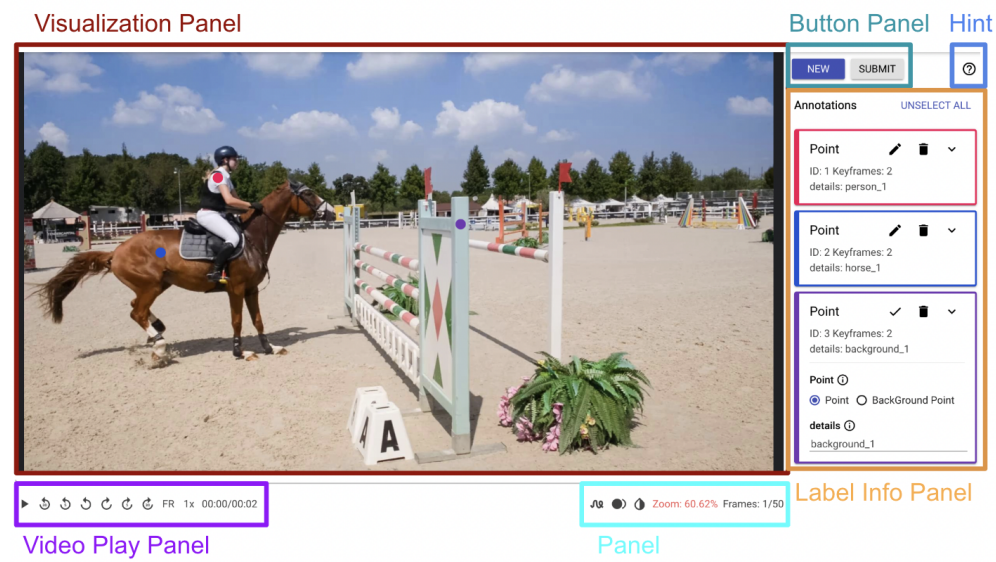 Visualization Panel
Button Panel
Hint
NEW
SUBMIT
Annotations
UNSELECT ALL
Point
ID: 1 Keyframes: 2
details: person_1
Point
ID: 2 Keyframes: 2
details: horse_1
Point
ID: 3 Keyframes: 2
details: background_1
Point
Point
BackGround Point
details
background_1
A
FR 1x 00:00/00:02
Zoom: 60.62% Frames: 1/50
Label Info Panel
Video Play Panel
Panel